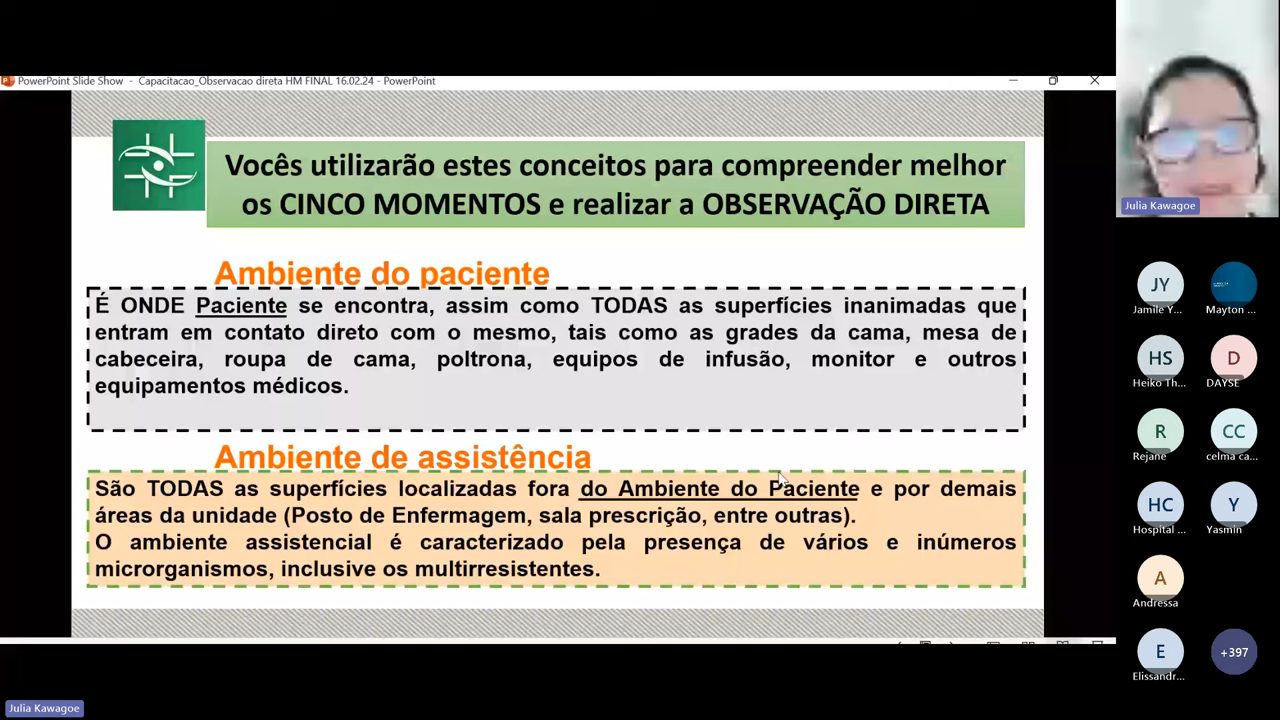 PowerPoint Slide Show - Capacitacao_Observacao direta HM FINAL 16.02.24 - PowerPoint
Vocês utilizarão estes conceitos para compreender melhor
os CINCO MOMENTOS e realizar a OBSERVAÇÃO DIRETA
Ambiente do paciente
É ONDE Paciente se encontra, assim como TODAS as superfícies inanimadas que
entram em contato direto com o mesmo, tais como as grades da cama, mesa de
cabeceira, roupa de cama, poltrona, equipos de infusão, monitor e outros
equipamentos médicos.
Ambiente de assistência
São TODAS as superfícies localizadas fora do Ambiente do Paciente e por demais
áreas da unidade (Posto de Enfermagem, sala prescrição, entre outras).
O ambiente assistencial é caracterizado pela presença de vários e inúmeros
microrganismos, inclusive os multirresistentes.
Julia Kawagoe
JY
Jamile Y...
Mayton ...
HS
Heiko Th...
D
DAYSE
R
Rejane
CC
celma ca...
HC
Hospital ...
Y
Yasmin
A
Andressa
E
Elissandr...
+397
Julia Kawagoe